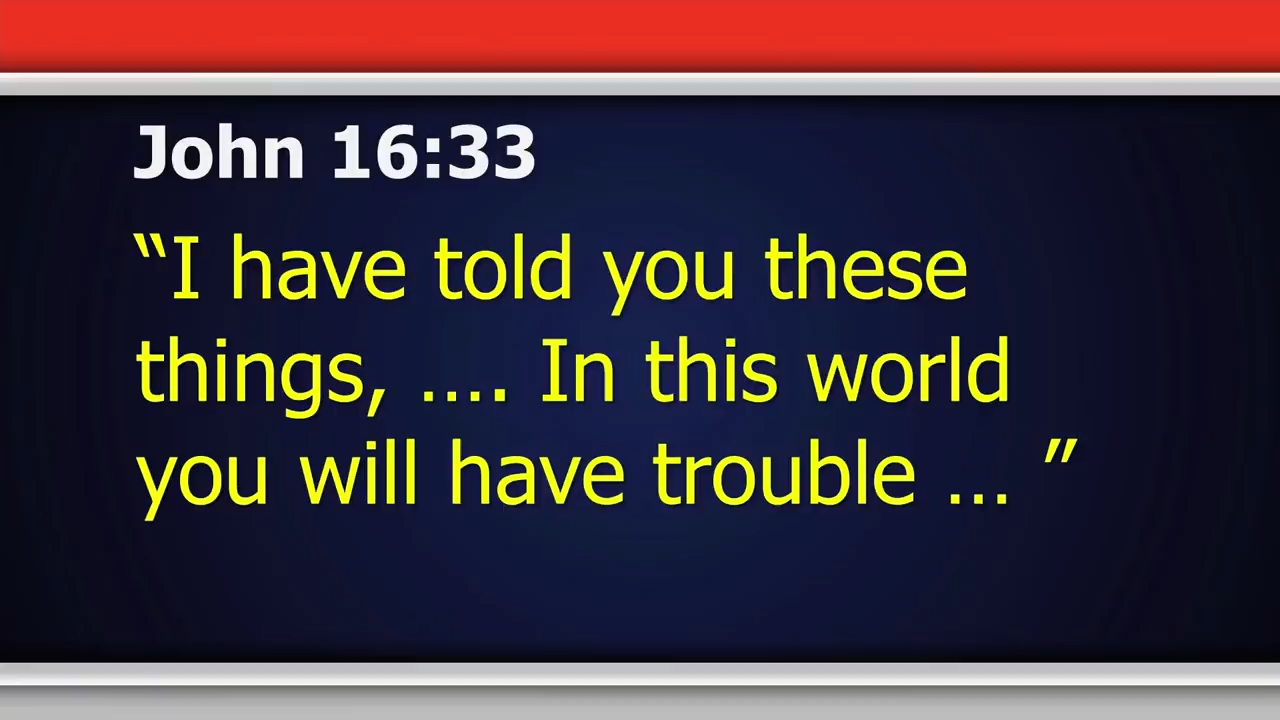 John 16:33
“I have told you these
things, .... In this world
you will have trouble ... ”